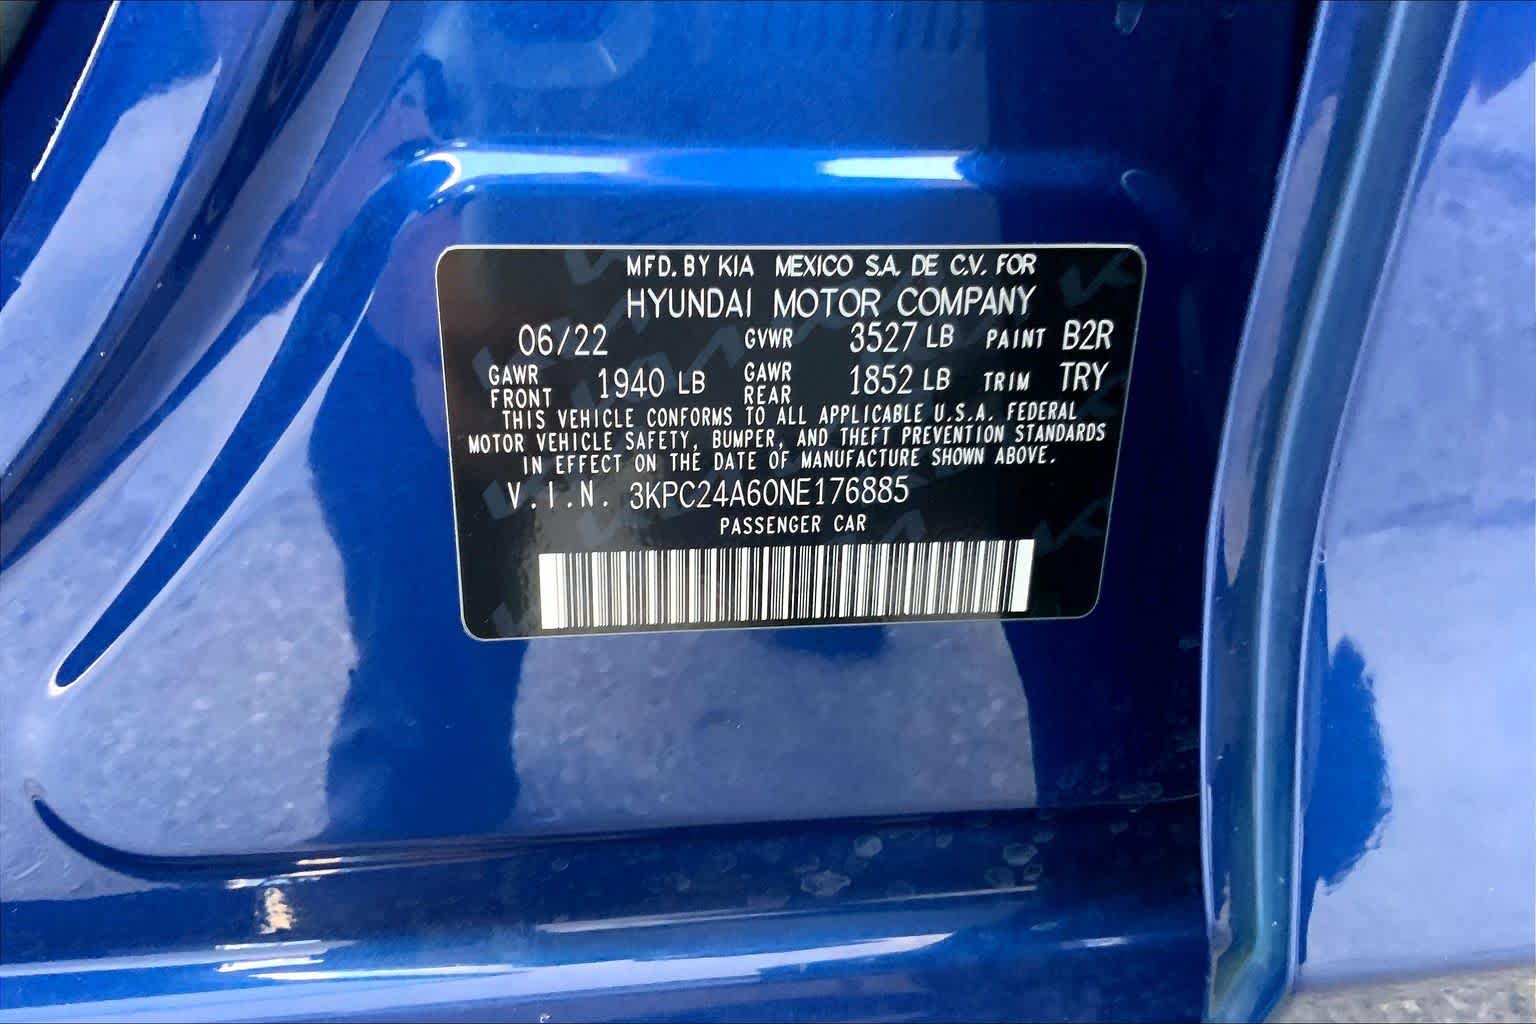 MFD. BY KIA MEXICO S.A. DE C.V. FOR
HYUNDAI MOTOR COMPANY
06/22 GVWR 3527 LB PAINT B2R
GAWR FRONT 1940 LB GAWR REAR 1852 LB TRIM TRY
THIS VEHICLE CONFORMS TO ALL APPLICABLE U.S.A. FEDERAL
MOTOR VEHICLE SAFETY, BUMPER, AND THEFT PREVENTION STANDARDS
IN EFFECT ON THE DATE OF MANUFACTURE SHOWN ABOVE.
V.I.N. 3KPC24A60NE176885
PASSENGER CAR